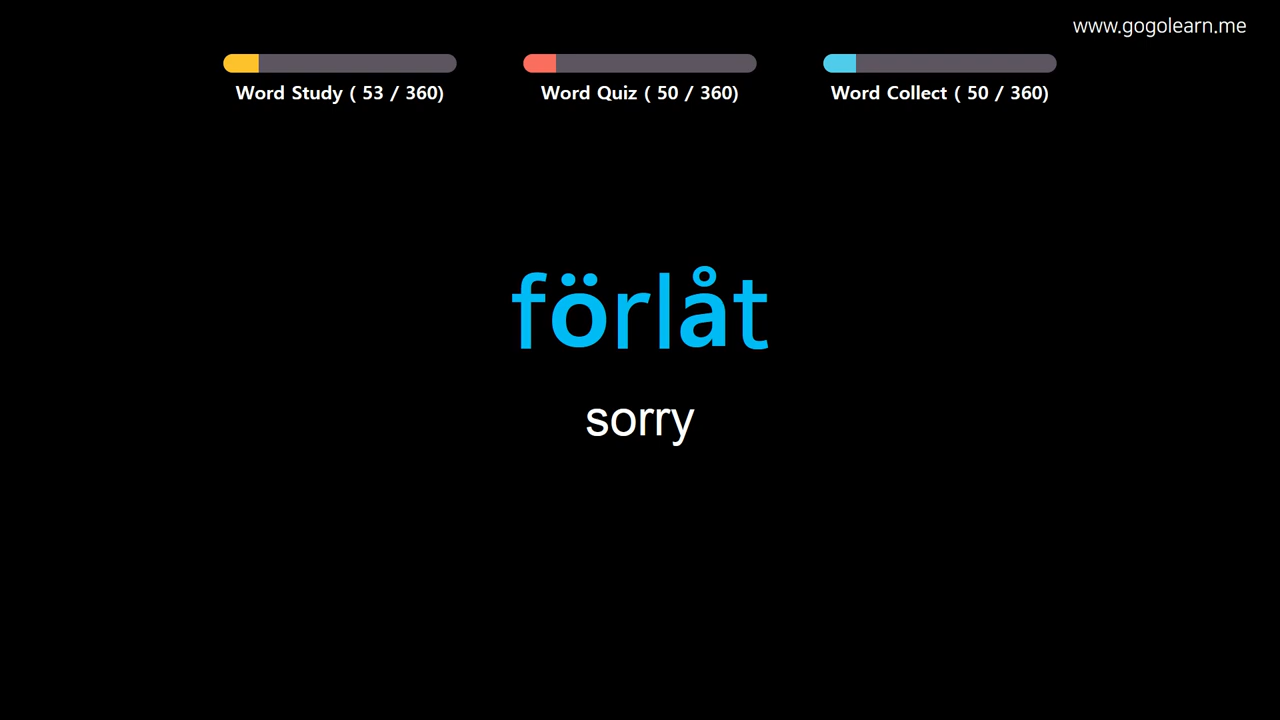 www.gogolearn.me
Word Study ( 53 / 360)
Word Quiz ( 50 / 360)
Word Collect ( 50 / 360)
förlåt
sorry